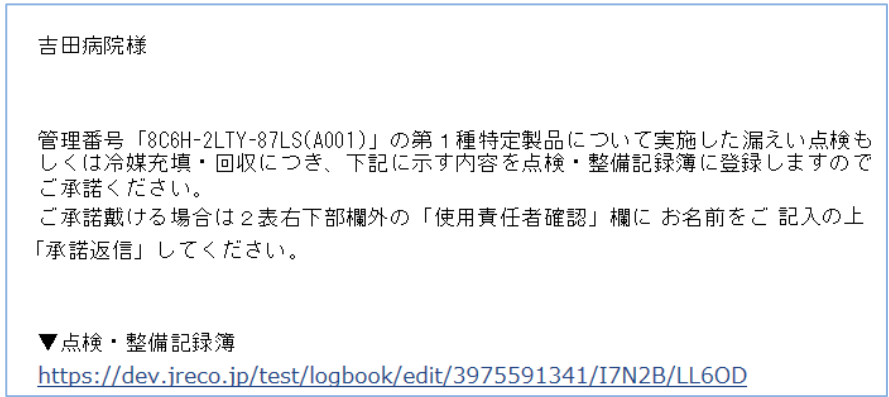 吉田病院様
管理番号「8C6H-2LTY-87LS(A001)」の第１種特定製品について実施した漏えい点検も
しくは冷媒充填・回収につき、下記に示す内容を点検・整備記録簿に登録しますので
ご承諾ください。
ご承諾戴ける場合は２表右下部欄外の「使用責任者確認」欄に お名前をご 記入の上
「承諾返信」してください。
▼点検・整備記録簿
https://dev.jreco.jp/test/logbook/edit/3975591341/I7N2B/LL6OD